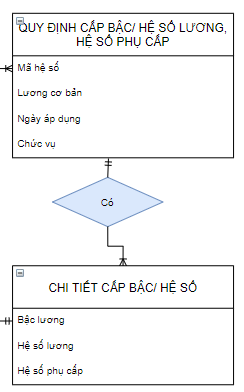 QUY ĐỊNH CẤP BẬC/ HỆ SỐ LƯƠNG,
HỆ SỐ PHỤ CẤP
Mã hệ số
Lương cơ bản
Ngày áp dụng
Chức vụ
Có
CHI TIẾT CẤP BẬC/ HỆ SỐ
Bậc lương
Hệ số lương
Hệ số phụ cấp